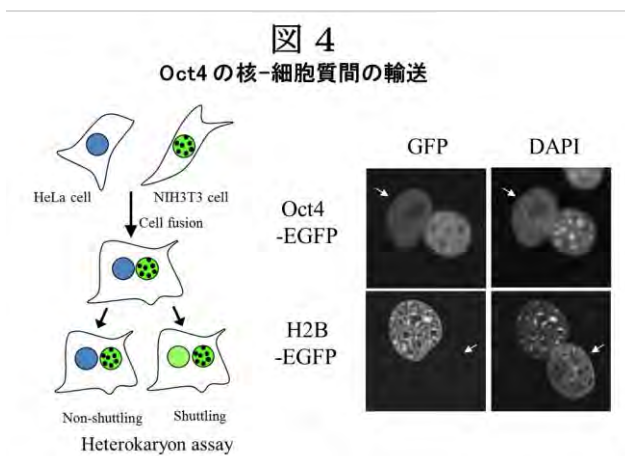 図 4
Oct4 の核-細胞質間の輸送
HeLa cell
NIH3T3 cell
Cell fusion
Non-shuttling
Shuttling
Heterokaryon assay
GFP
DAPI
Oct4
-EGFP
H2B
-EGFP